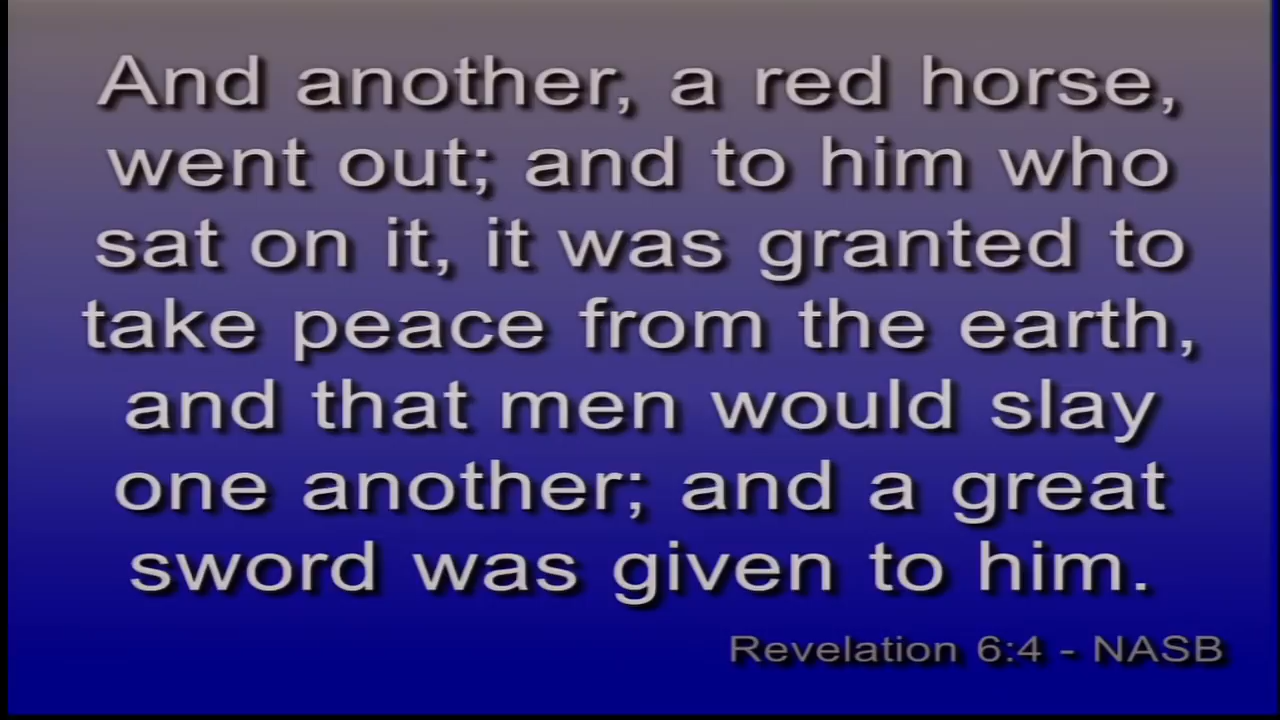 And another, a red horse,
went out; and to him who
sat on it, it was granted to
take peace from the earth,
and that men would slay
one another; and a great
sword was given to him.
Revelation 6:4 - NASB